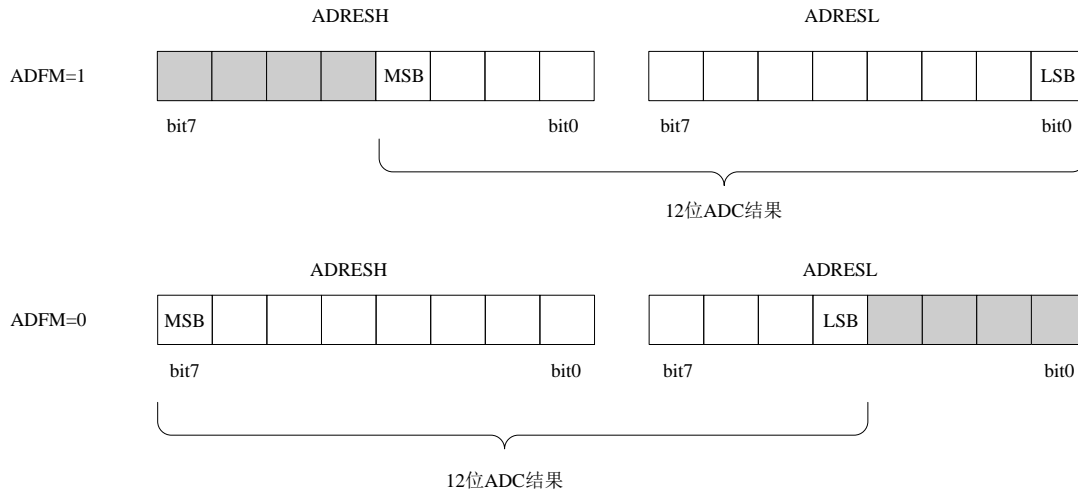 ADRESH ADRESL
ADFM=1 MSB LSB
bit7 bit0 bit7 bit0
12位ADC结果
ADRESH ADRESL
ADFM=0 MSB LSB
bit7 bit0 bit7 bit0
12位ADC结果